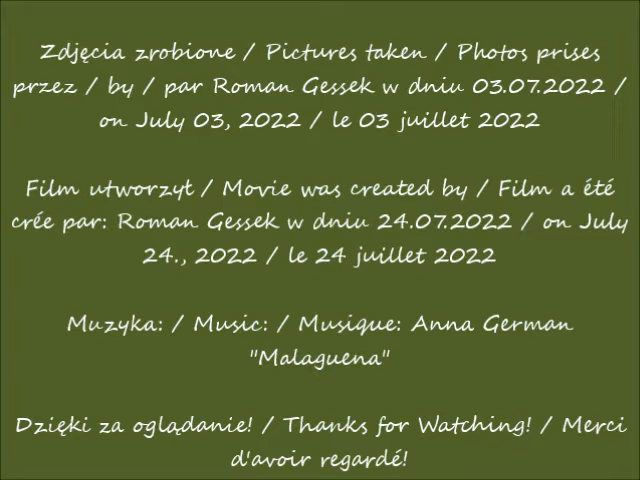 Zdjęcia zrobione / Pictures taken / Photos prises
przez / by / par Roman Gessek w dniu 03.07.2022 /
on July 03, 2022 / le 03 juillet 2022
Film utworzył / Movie was created by / Film a été
crée par: Roman Gessek w dniu 24.07.2022 / on July
24., 2022 / le 24 juillet 2022
Muzyka: / Music: / Musique: Anna German
"Malaguena"
Dzięki za oglądanie! / Thanks for Watching! / Merci
d'avoir regardé!